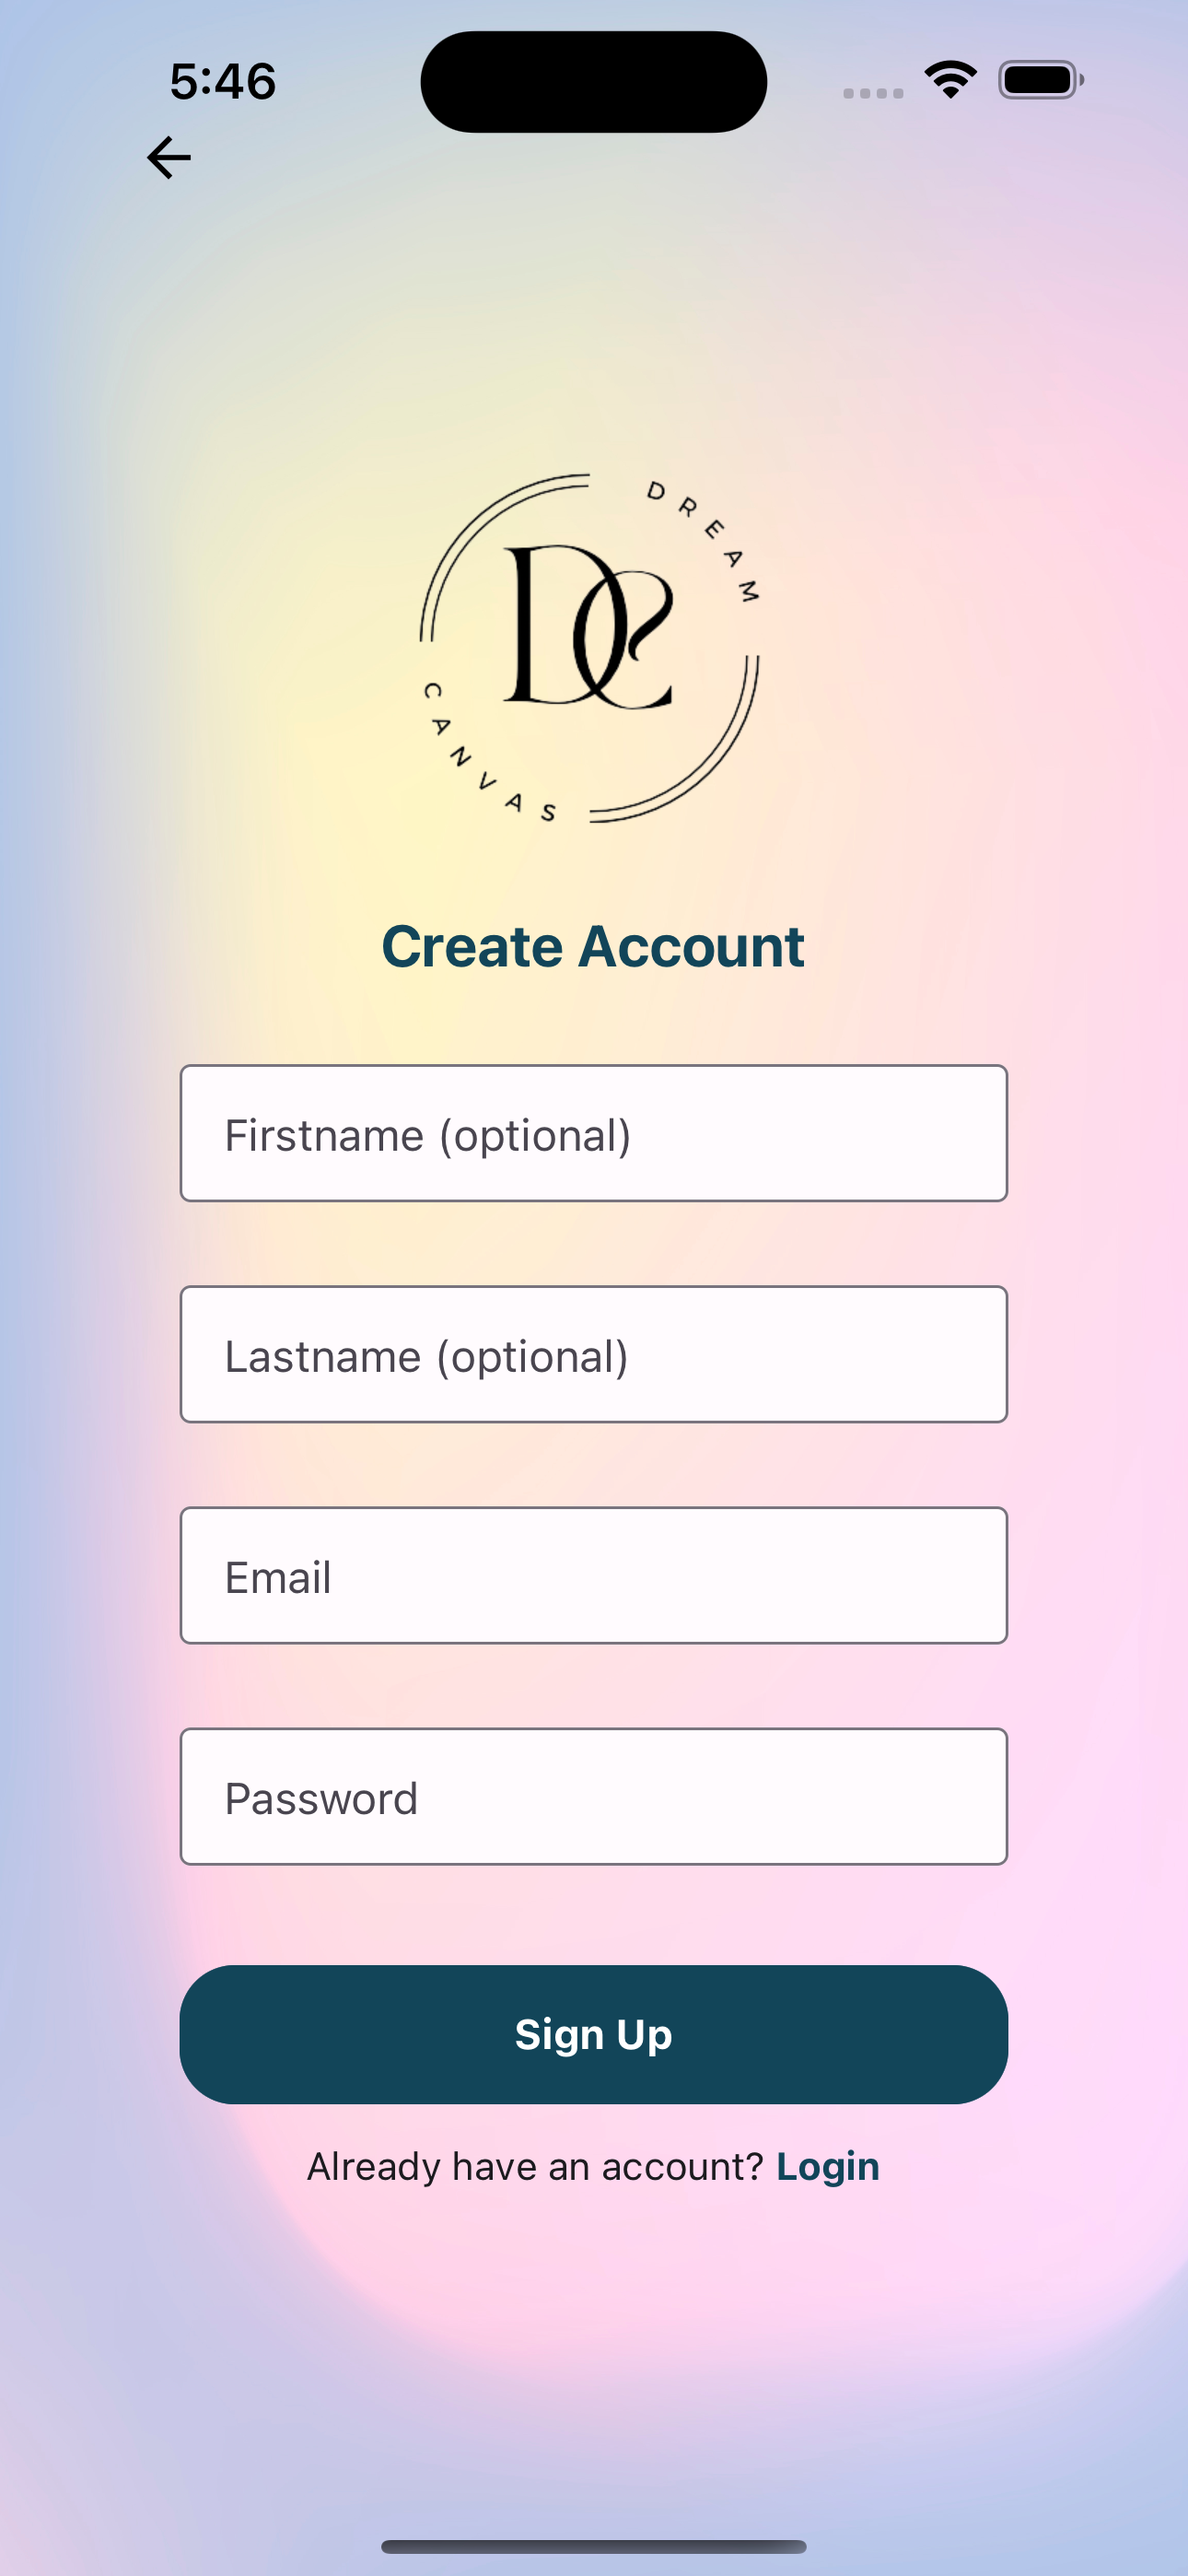 5:46
DREAM
DC
CANVAS
Create Account
Firstname (optional)
Lastname (optional)
Email
Password
Sign Up
Already have an account? Login